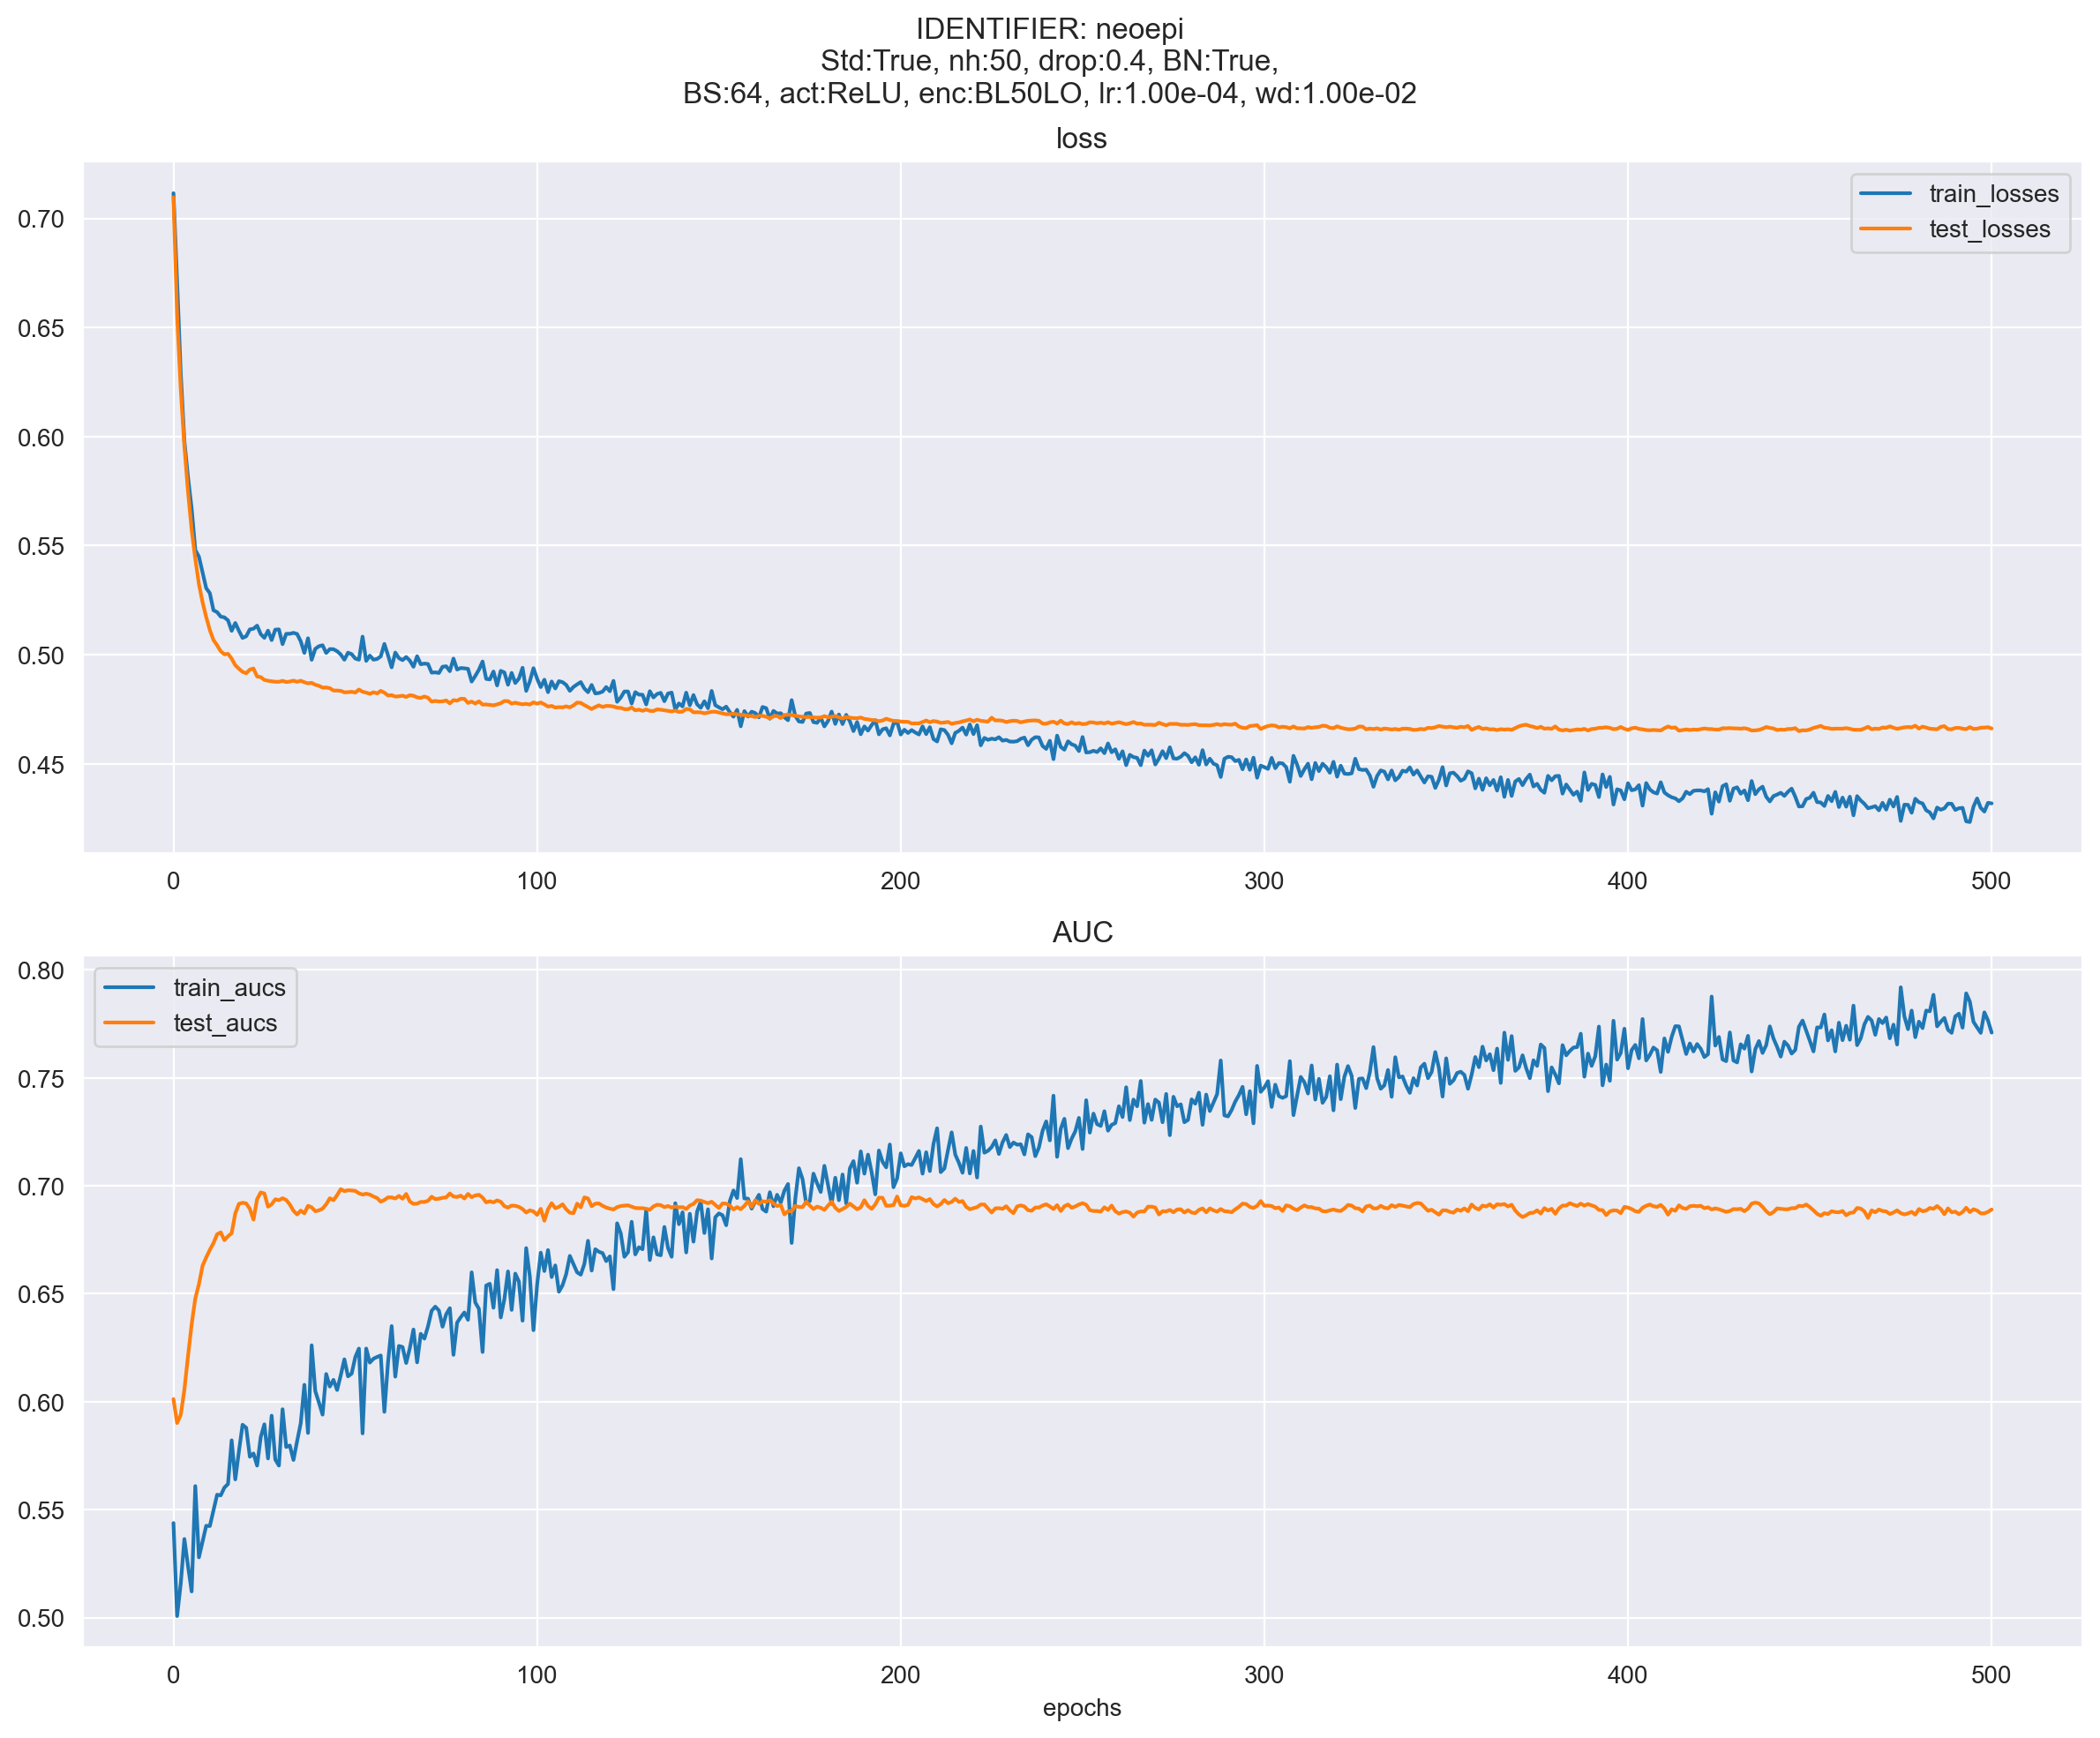 IDENTIFIER: neoepi
Std:True, nh:50, drop:0.4, BN:True,
BS:64, act:ReLU, enc:BL50LO, lr:1.00e-04, wd:1.00e-02
loss
train_losses
test_losses
0.70
0.65
0.60
0.55
0.50
0.45
0 100 200 300 400 500
AUC
train_aucs
test_aucs
0.80
0.75
0.70
0.65
0.60
0.55
0.50
0 100 200 300 400 500
epochs